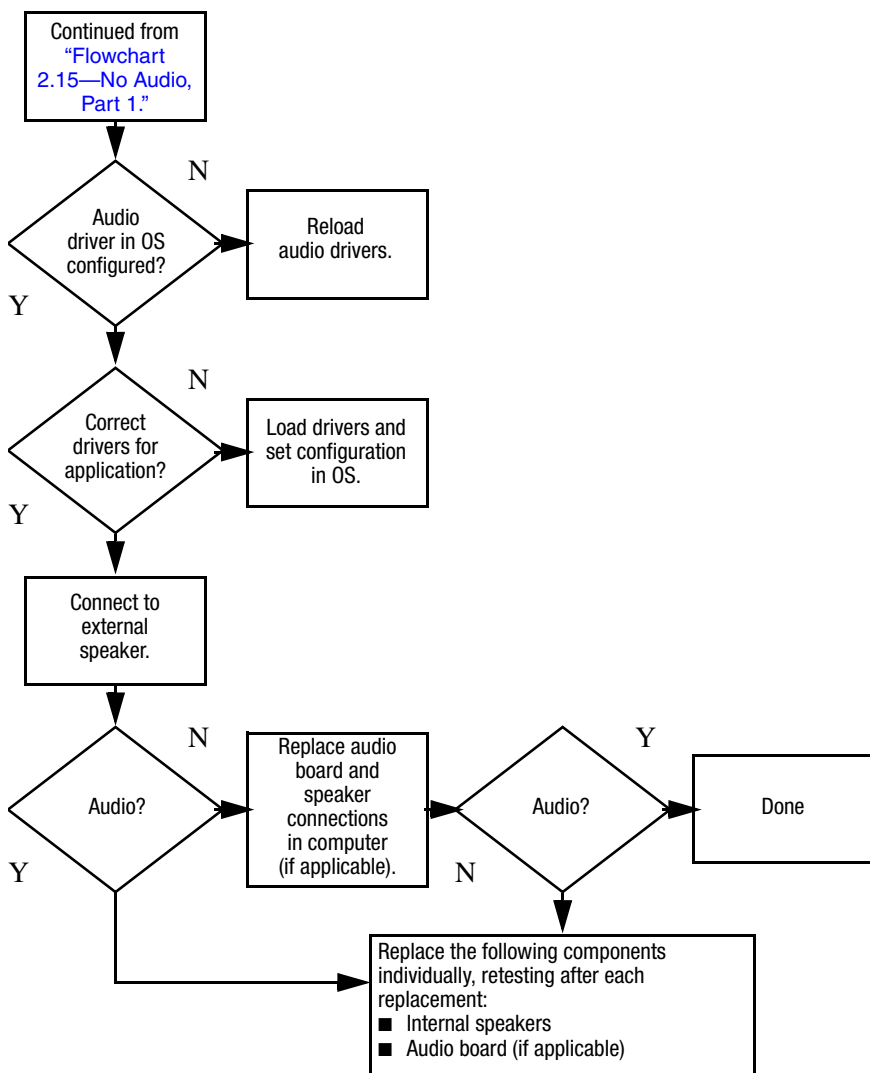 Continued from
“Flowchart
2.15—No Audio,
Part 1.”
N
Audio
driver in OS
configured?
Reload
audio drivers.
Y
N
Correct
drivers for
application?
Load drivers and
set configuration
in OS.
Y
Connect to
external
speaker.
N
Y
Audio?
Replace audio
board and
speaker
connections
in computer
(if applicable).
Audio?
Done
Y
N
Replace the following components
individually, retesting after each
replacement:
■ Internal speakers
■ Audio board (if applicable)